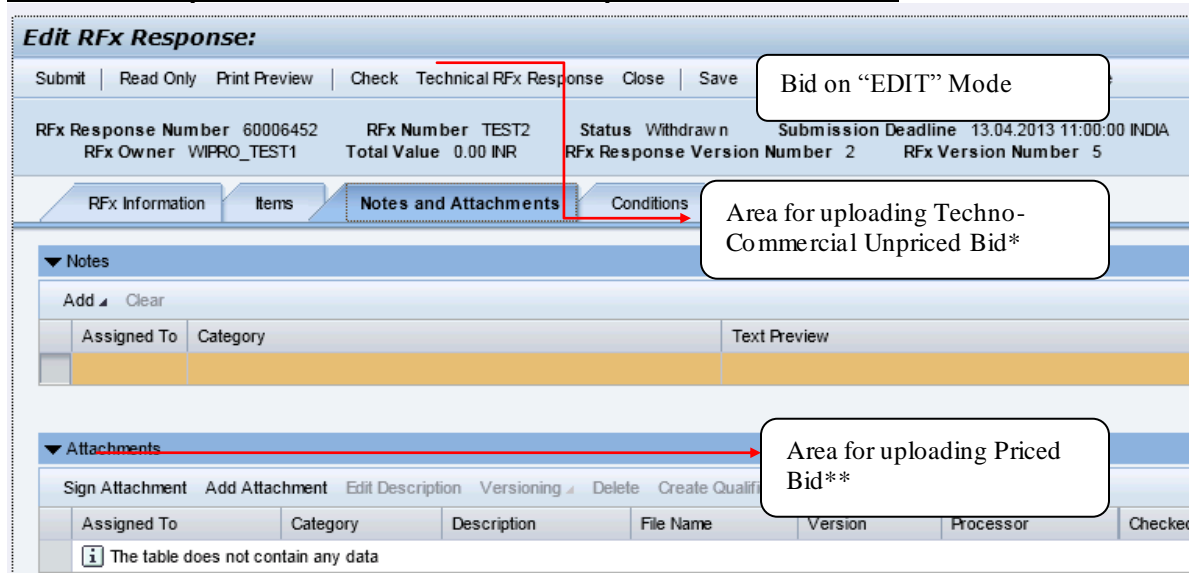 Edit RFx Response:
Submit | Read Only Print Preview | Check Technical RFx Response Close | Save
Bid on “EDIT” Mode
RFx Response Number 60006452 RFx Number TEST2 Status Withdrawn Submission Deadline 13.04.2013 11:00:00 INDIA
RFx Owner WIPRO_TEST1 Total Value 0.00 INR RFx Response Version Number 2 RFx Version Number 5
RFx Information Items Notes and Attachments Conditions
Area for uploading Techno-
Commercial Unpriced Bid*
Notes
Add Clear
Assigned To Category Text Preview
Attachments
Area for uploading Priced
Bid**
Sign Attachment Add Attachment Edit Description Versioning Delete Create
Assigned To Category Description File Name Version Processor Checked
The table does not contain any data